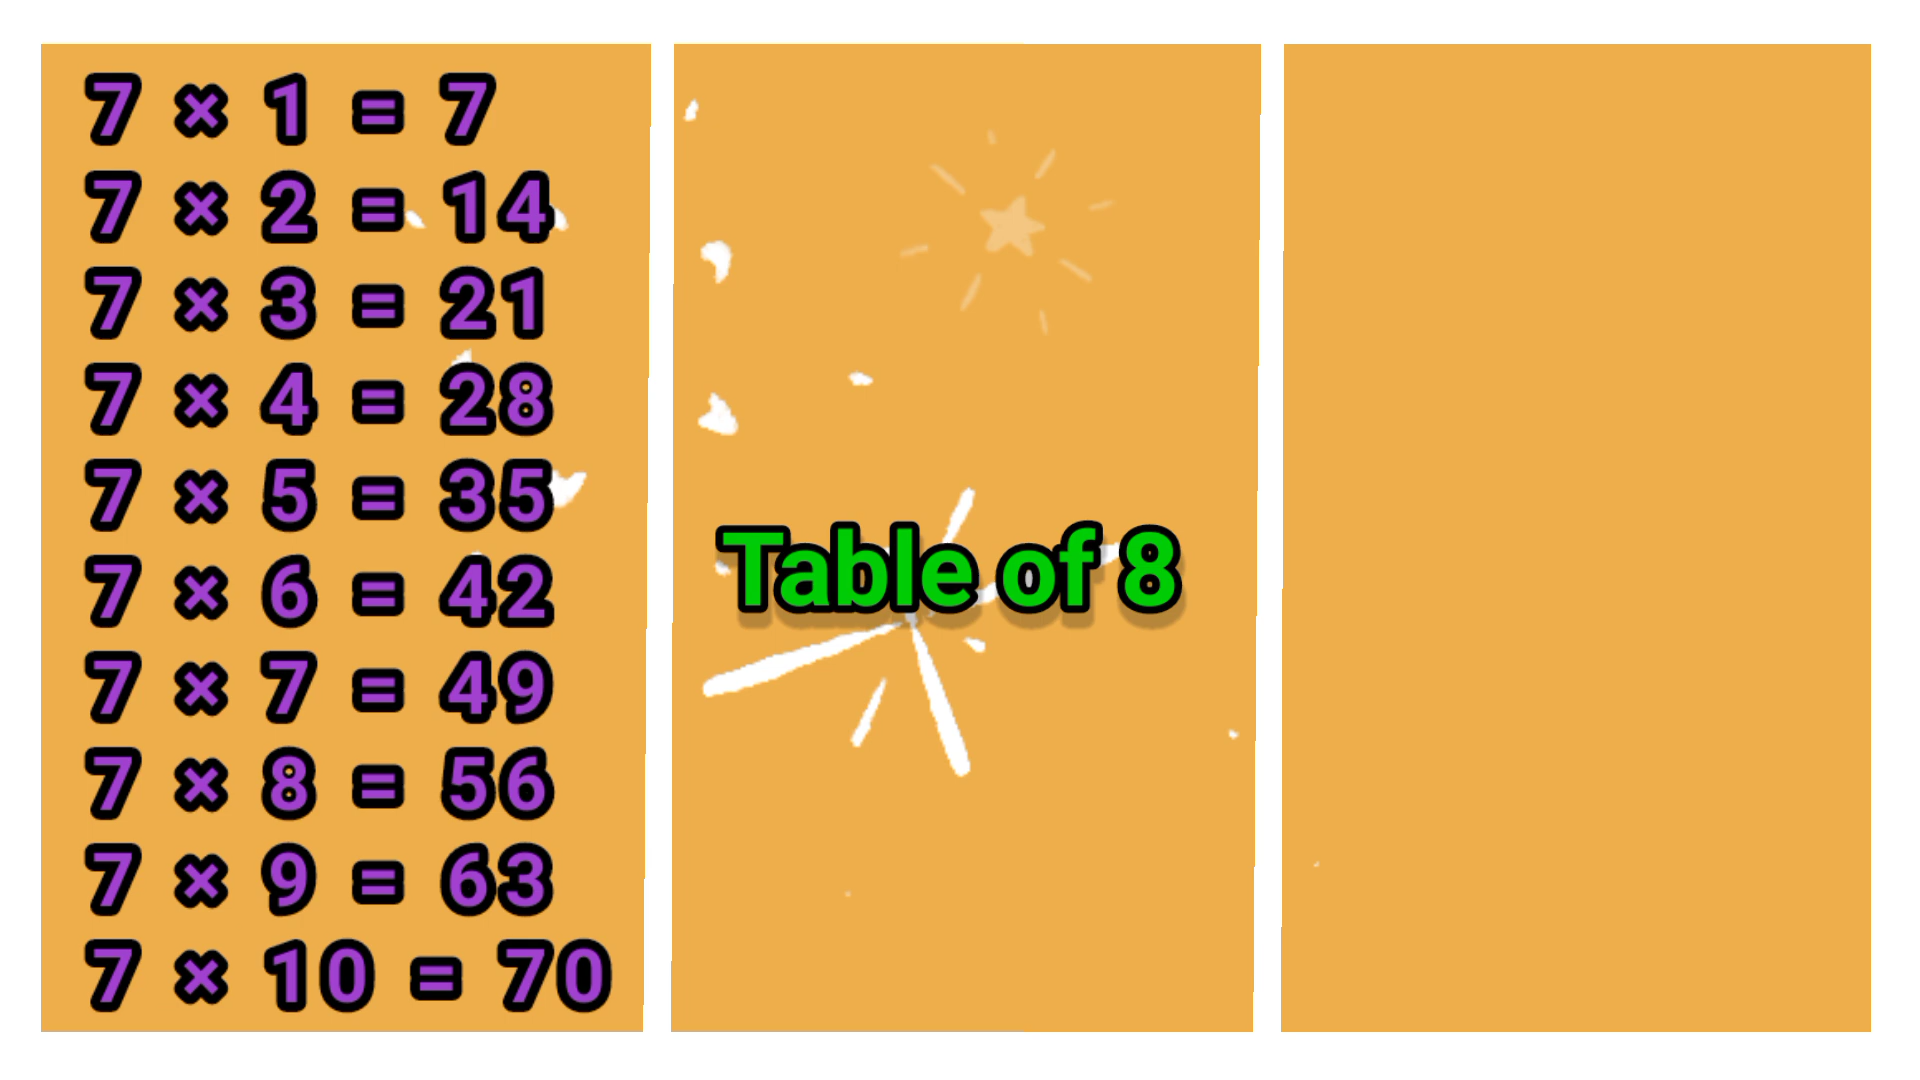 7 × 1 = 7
7 × 2 = 14
7 × 3 = 21
7 × 4 = 28
7 × 5 = 35
7 × 6 = 42
7 × 7 = 49
7 × 8 = 56
7 × 9 = 63
7 × 10 = 70
Table of 8